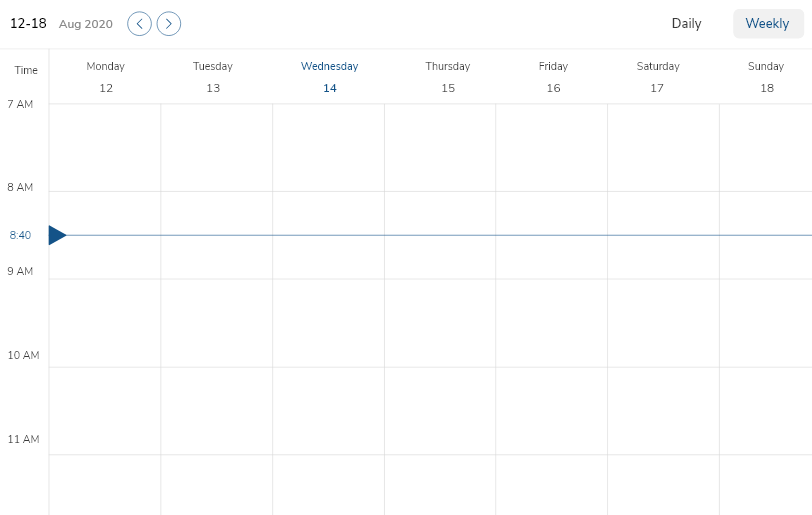 12-18 Aug 2020 Daily Weekly
Time Monday Tuesday Wednesday Thursday Friday Saturday Sunday
12 13 14 15 16 17 18
7 AM
8 AM
8:40
9 AM
10 AM
11 AM